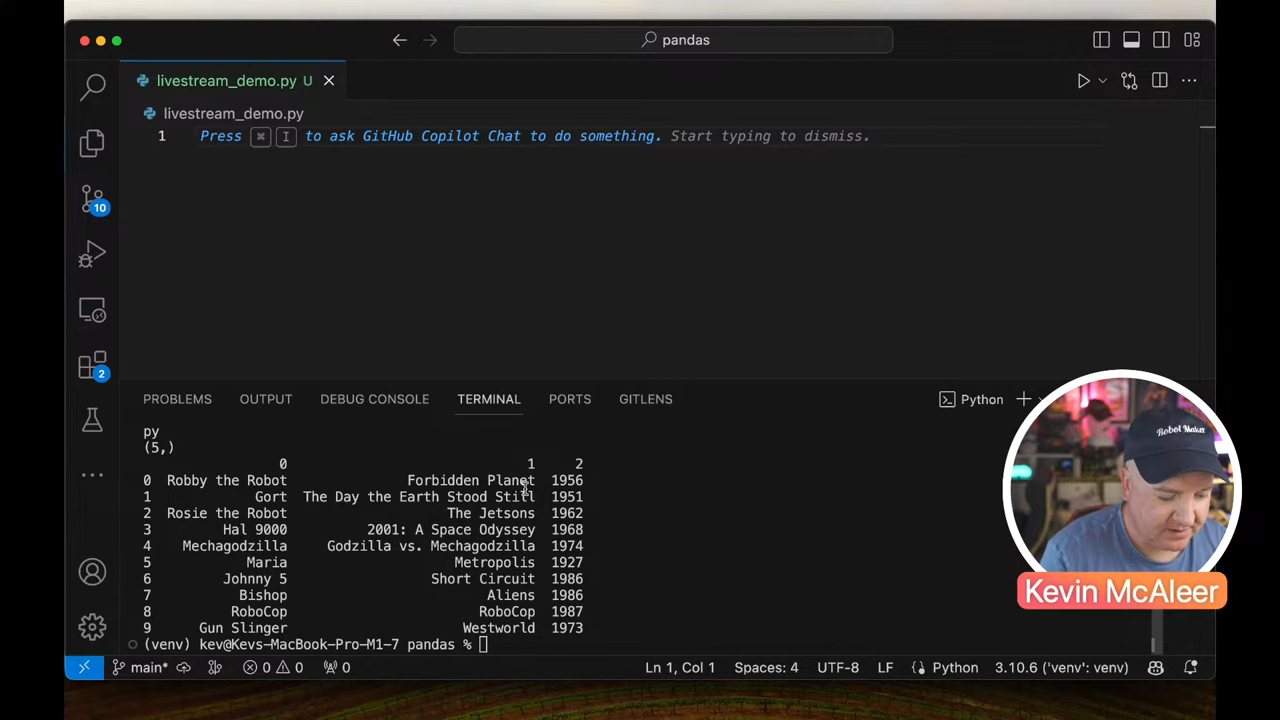 pandas
livestream_demo.py U
livestream_demo.py
1 Press ⌘ I to ask GitHub Copilot Chat to do something. Start typing to dismiss.
10
2
PROBLEMS OUTPUT DEBUG CONSOLE TERMINAL PORTS GITLENS
Python
py
(5,)
0 1 2
0 Robby the Robot Forbidden Planet 1956
1 Gort The Day the Earth Stood Still 1951
2 Rosie the Robot The Jetsons 1962
3 Hal 9000 2001: A Space Odyssey 1968
4 Mechagodzilla Godzilla vs. Mechagodzilla 1974
5 Maria Metropolis 1927
6 Johnny 5 Short Circuit 1986
7 Bishop Aliens 1986
8 RoboCop RoboCop 1987
9 Gun Slinger Westworld 1973
(venv) kev@Kevs-MacBook-Pro-M1-7 pandas %
Robot Maker
Kevin McAleer
main* 0 0 0 Ln 1, Col 1 Spaces: 4 UTF-8 LF Python 3.10.6 ('venv': venv)